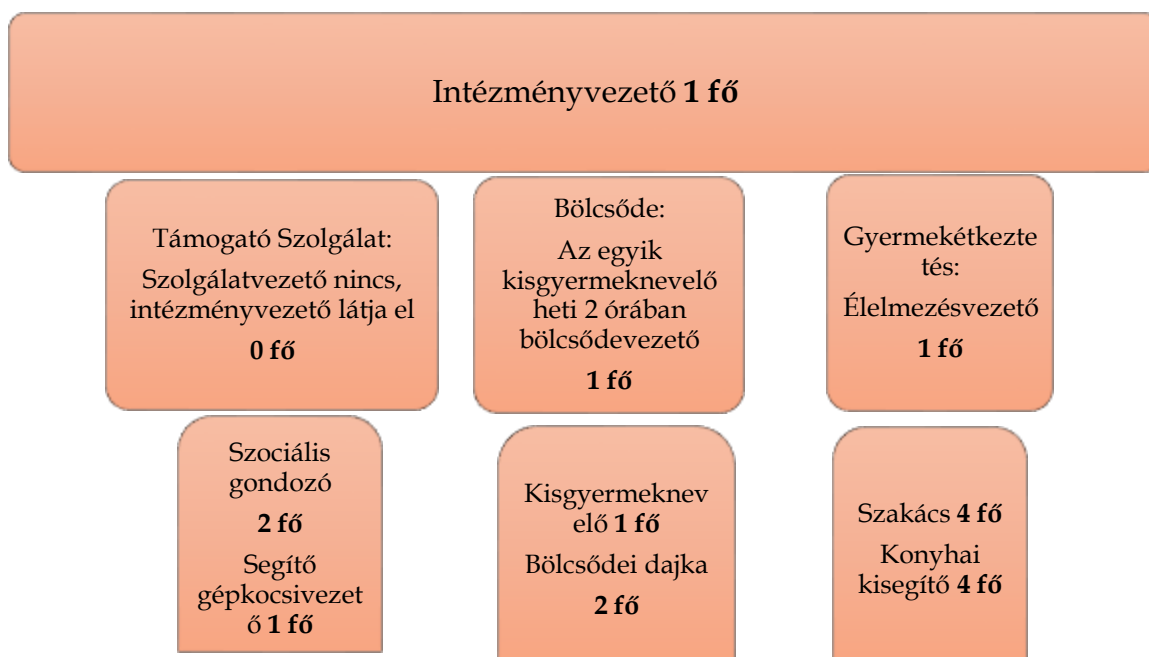 Intézményvezető 1 fő
Támogató Szolgálat:
Szolgálatvezető nincs,
intézményvezető látja el
0 fő
Bölcsőde:
Az egyik
kisgyermeknevelő
heti 2 órában
bölcsődevezető
1 fő
Gyermekétkezte
tés:
Élelmezésvezető
1 fő
Szociális
gondozó
2 fő
Segítő
gépkocsivezet
ő 1 fő
Kisgyermeknev
elő 1 fő
Bölcsődei dajka
2 fő
Szakács 4 fő
Konyhai
kisegítő 4 fő